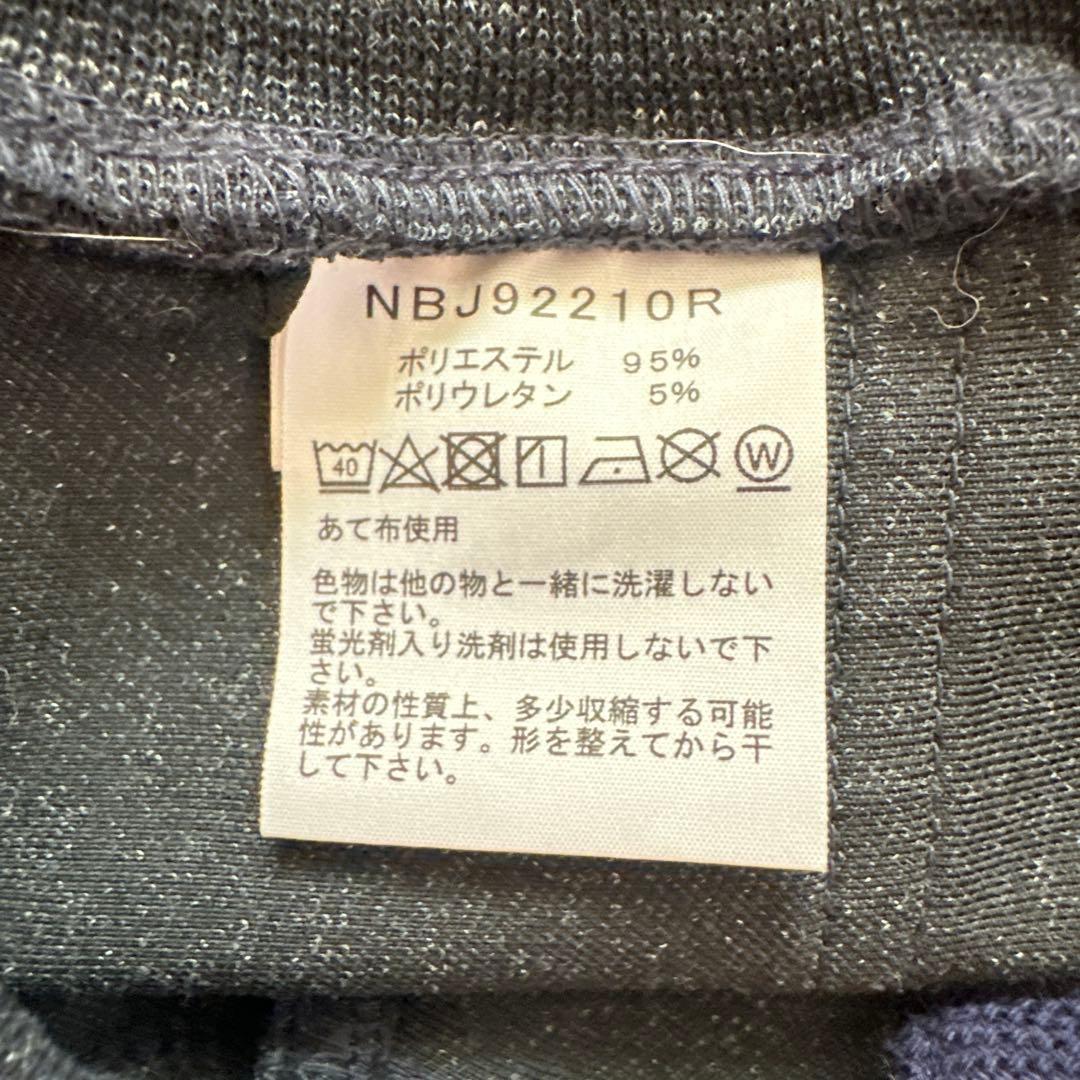 NBJ92210R
ポリエステル 95%
ポリウレタン 5%
40 W
あて布使用
色物は他の物と一緒に洗濯しない
で下さい。
蛍光剤入り洗剤は使用しないで下
さい。
素材の性質上、多少収縮する可能
性があります。形を整えてから干
して下さい。